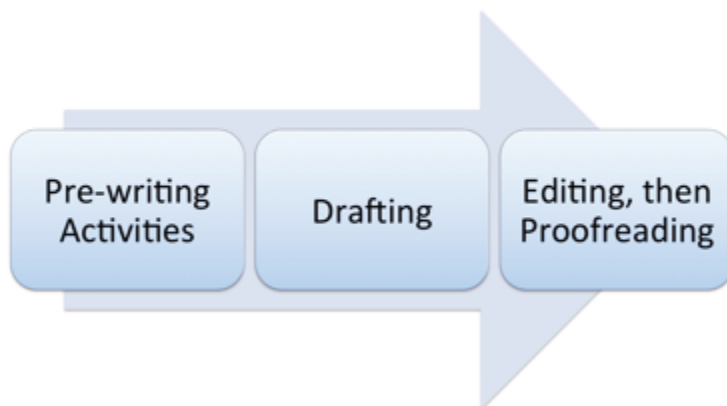 Pre-writing
Activities
Drafting
Editing, then
Proofreading